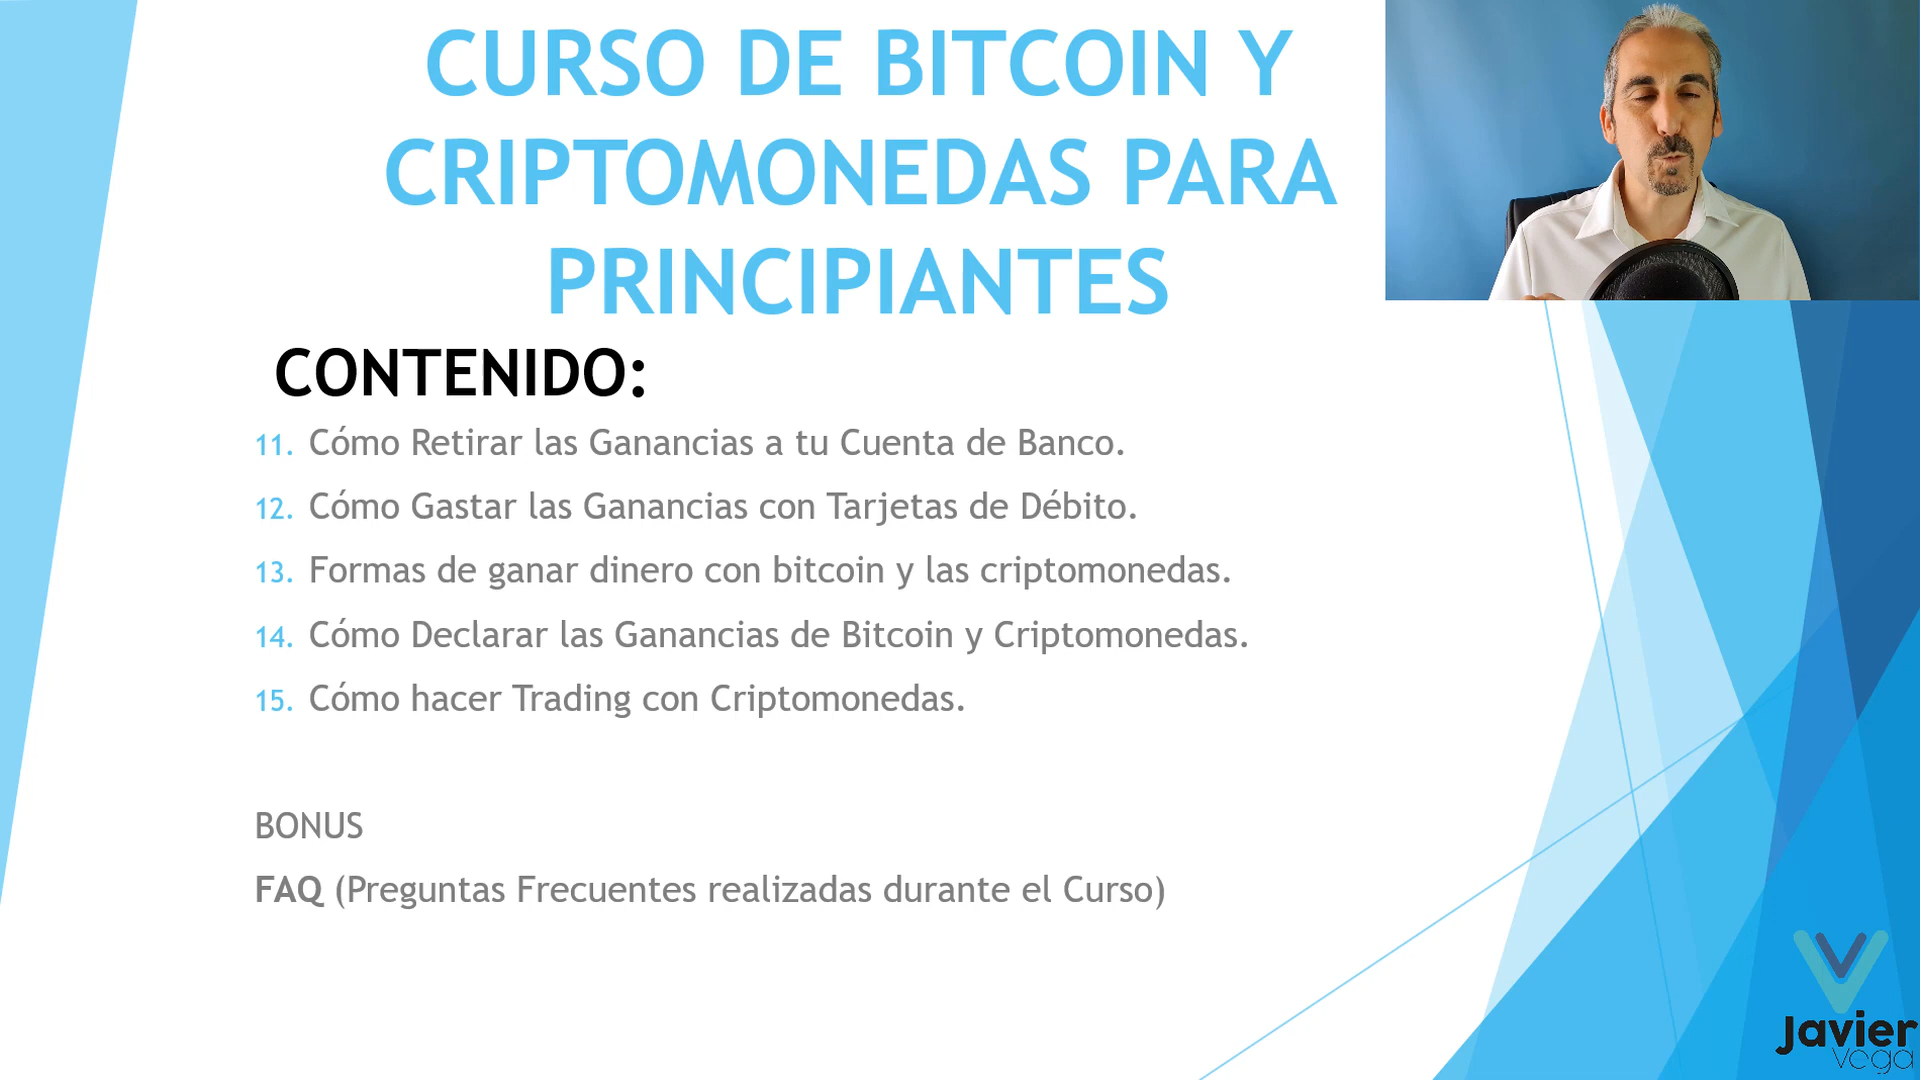 CURSO DE BITCOIN Y
CRIPTOMONEDAS PARA
PRINCIPIANTES
CONTENIDO:
11. Cómo Retirar las Ganancias a tu Cuenta de Banco.
12. Cómo Gastar las Ganancias con Tarjetas de Débito.
13. Formas de ganar dinero con bitcoin y las criptomonedas.
14. Cómo Declarar las Ganancias de Bitcoin y Criptomonedas.
15. Cómo hacer Trading con Criptomonedas.
BONUS
FAQ (Preguntas Frecuentes realizadas durante el Curso)
Javier
vega